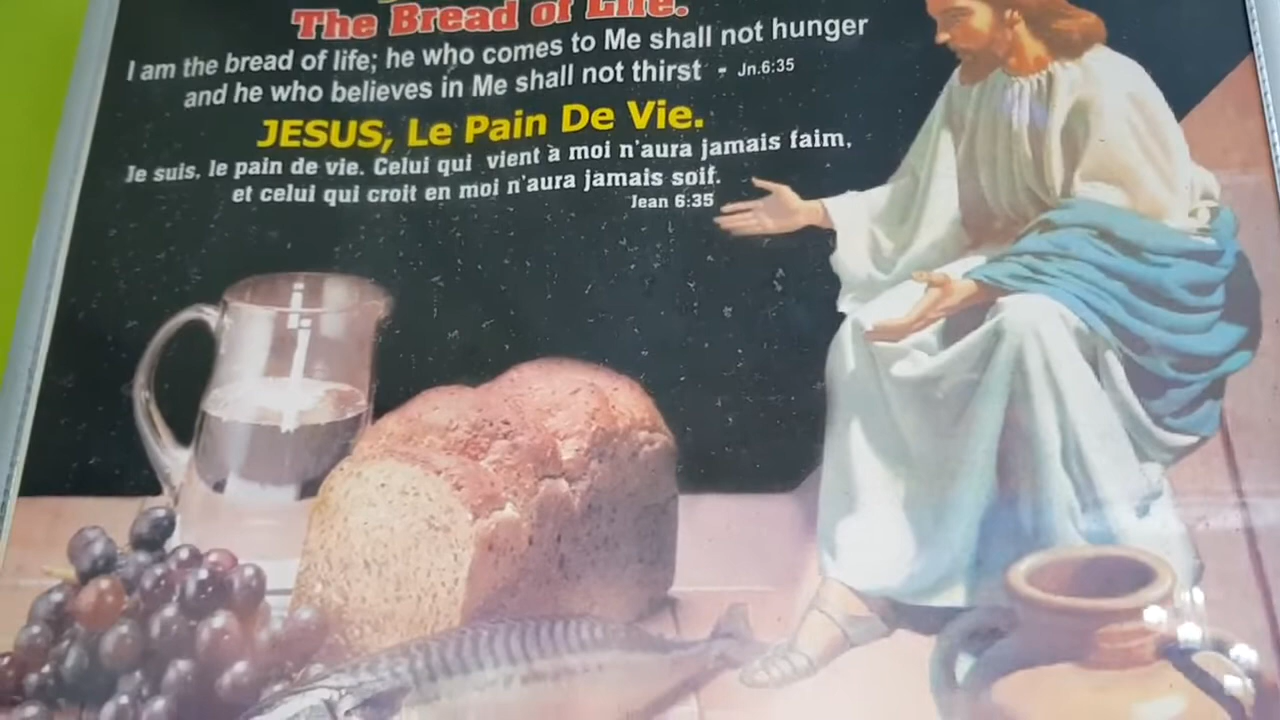 The Bread of Life.
I am the bread of life; he who comes to Me shall not hunger
and he who believes in Me shall not thirst - Jn.6:35
JESUS, Le Pain De Vie.
Je suis, le pain de vie. Celui qui vient à moi n'aura jamais faim,
et celui qui croit en moi n'aura jamais soif.
Jean 6:35